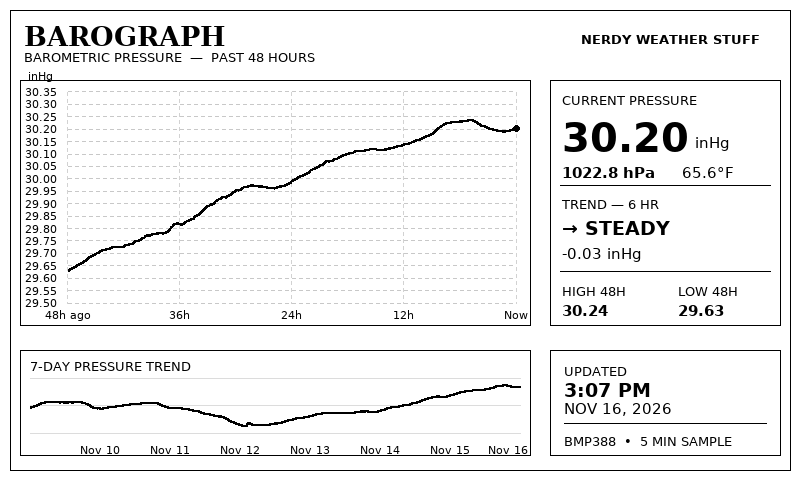 BAROGRAPH
NERDY WEATHER STUFF
BAROMETRIC PRESSURE — PAST 48 HOURS
inHg
30.35
30.30
30.25
30.20
30.15
30.10
30.05
30.00
29.95
29.90
29.85
29.80
29.75
29.70
29.65
29.60
29.55
29.50
48h ago 36h 24h 12h Now
CURRENT PRESSURE
30.20 inHg
1022.8 hPa 65.6°F
TREND — 6 HR
→ STEADY
-0.03 inHg
HIGH 48H LOW 48H
30.24 29.63
7-DAY PRESSURE TREND
Nov 10 Nov 11 Nov 12 Nov 13 Nov 14 Nov 15 Nov 16
UPDATED
3:07 PM
NOV 16, 2026
BMP388 • 5 MIN SAMPLE